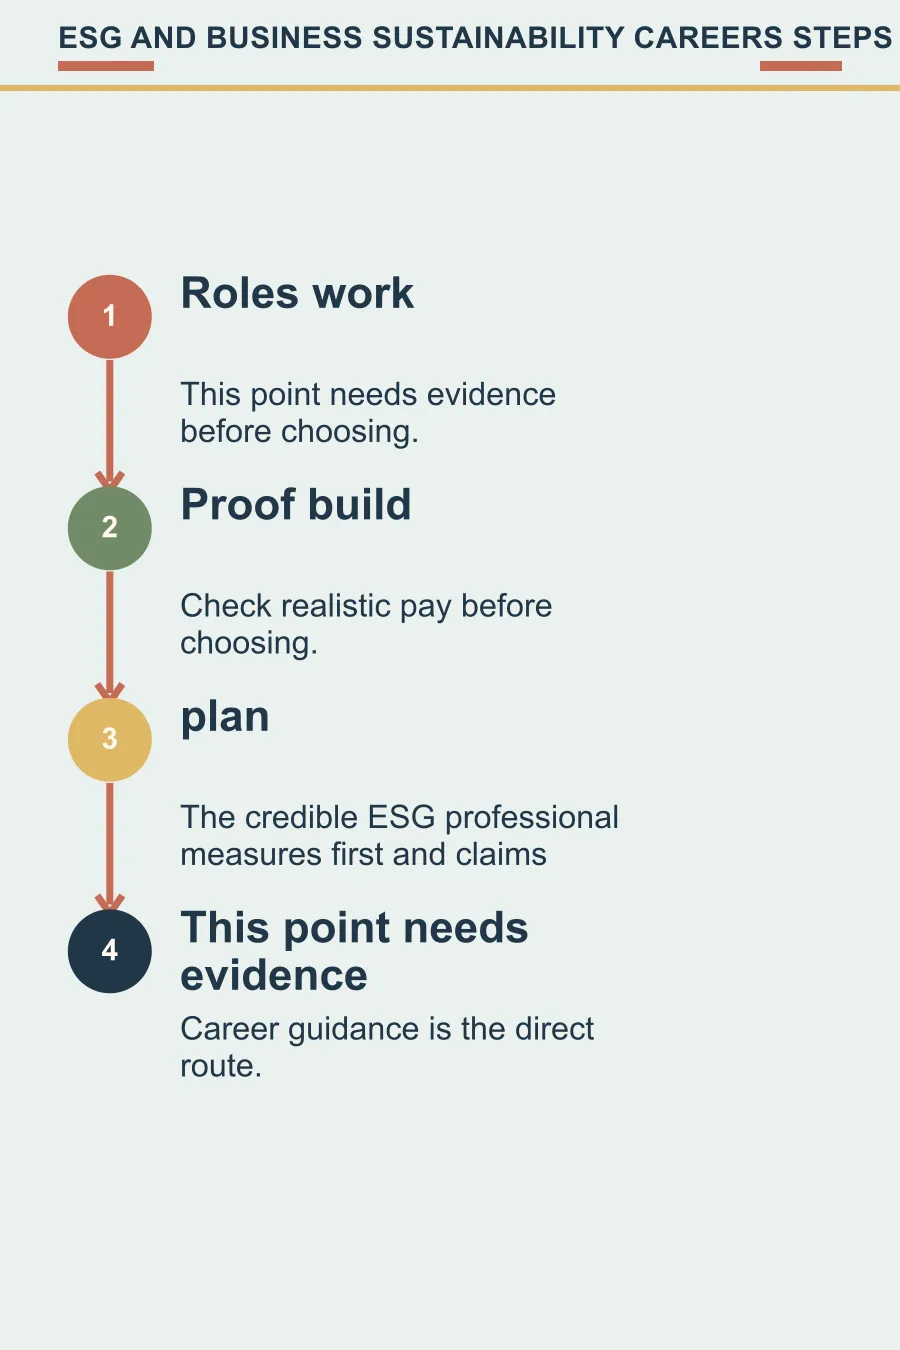 ESG AND BUSINESS SUSTAINABILITY CAREERS STEPS
1
Roles work
This point needs evidence
before choosing.
2
Proof build
Check realistic pay before
choosing.
3
plan
The credible ESG professional
measures first and claims
4
This point needs
evidence
Career guidance is the direct
route.